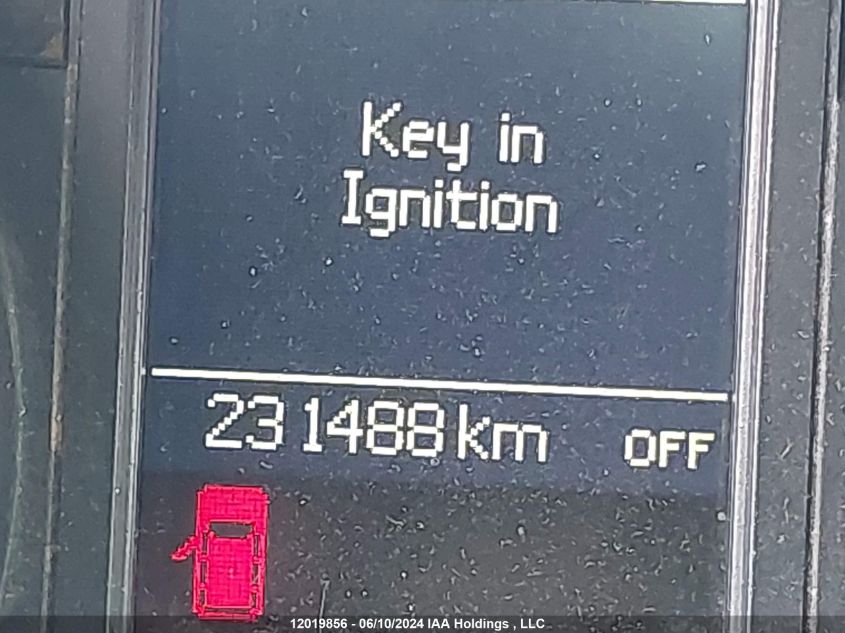 Key in
Ignition
231488 km OFF
12019856 - 06/10/2024 IAA Holdings , LLC